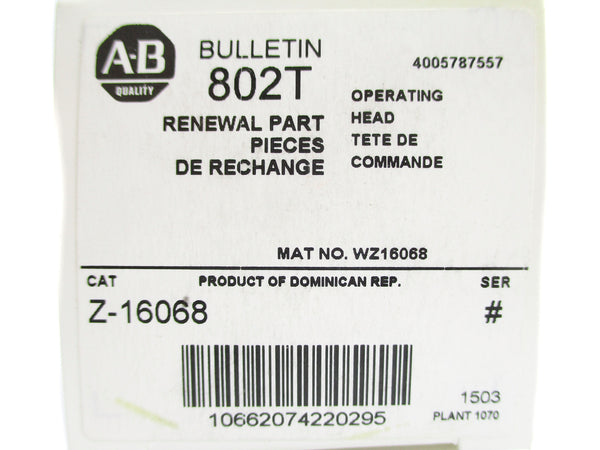 A-B
QUALITY
BULLETIN
802T
4005787557
RENEWAL PART
PIECES
DE RECHANGE
OPERATING
HEAD
TETE DE
COMMANDE
MAT NO. WZ16068
CAT
PRODUCT OF DOMINICAN REP.
SER
Z-16068
#
10662074220295
1503
PLANT 1070